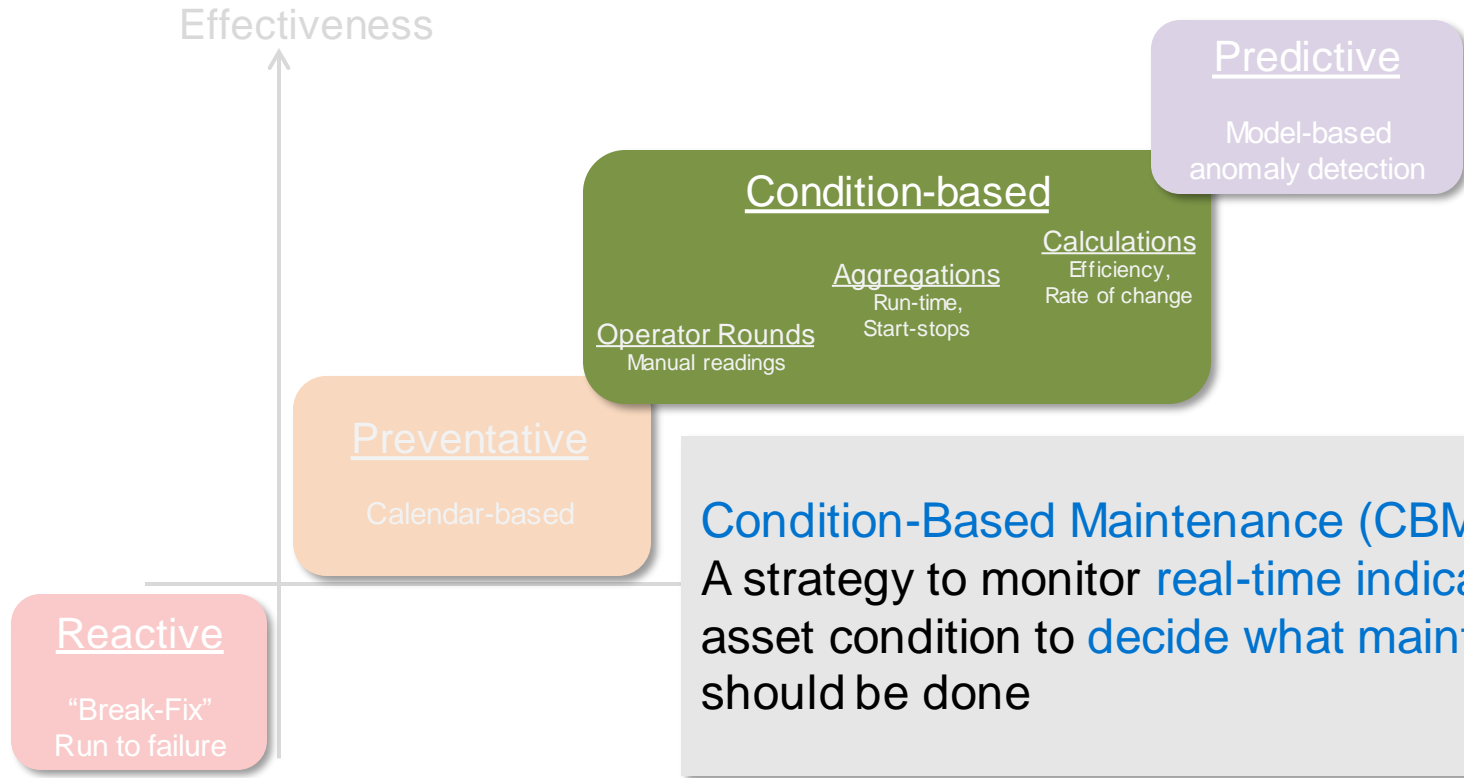 Effectiveness
Predictive
Model-based
anomaly detection
Condition-based
Calculations
Efficiency,
Rate of change
Aggregations
Run-time,
Start-stops
Operator Rounds
Manual readings
Preventative
Calendar-based
Condition-Based Maintenance (CBM
A strategy to monitor real-time
asset condition to decide what
should be done
Reactive
“Break-Fix”
Run to failure